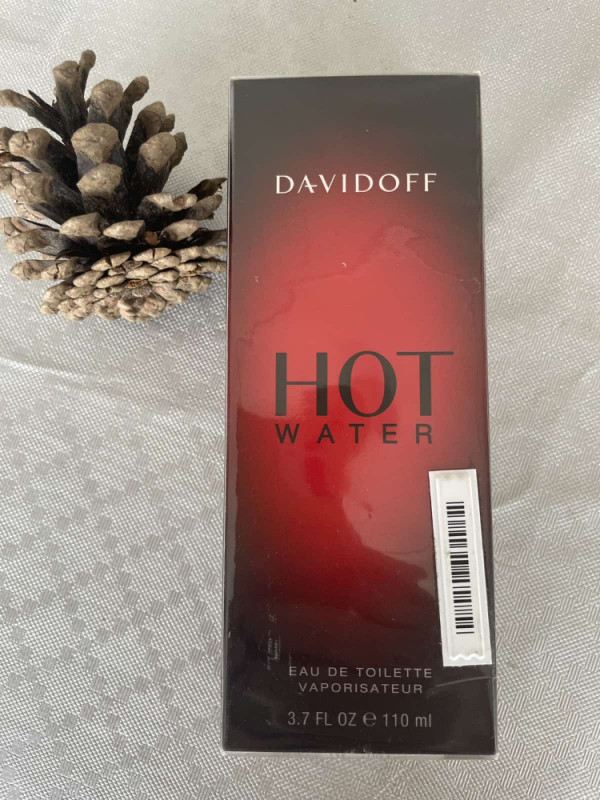 DAVIDOFF
HOT
WATER
EAU DE TOILETTE
VAPORISATEUR
3.7 FL OZ ℮ 110 ml